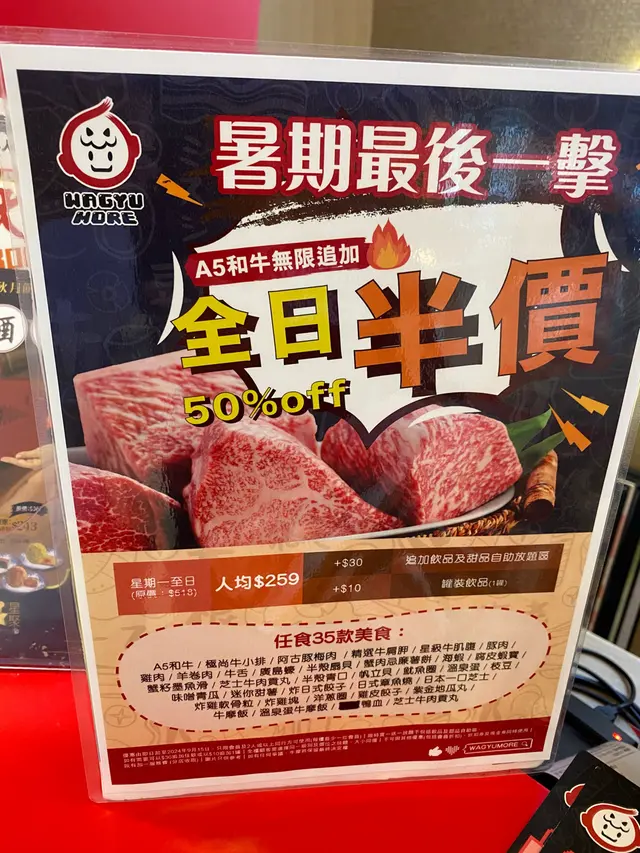 WAGYU
MORE
暑期最後一擊
A5和牛無限追加
全日半價
50%off
星期一至日
(原價：$518)
人均$259
+$30
追加飲品及甜品自助放題區
+$10
罐裝飲品(1罐)
任食35款美食：
A5和牛 / 極尚牛小排 / 阿古豚梅肉 / 精選牛肩胛 / 星級牛肌腹 / 豚肉 /
雞肉 / 羊卷肉 / 牛舌 / 廣島蠔 / 半殼扇貝 / 蟹肉忌廉薯餅 / 海蝦 / 腐皮蝦寶
蟹籽墨魚滑 / 芝士牛肉貢丸 / 半殼青口 / 帆立貝 / 魷魚圈 / 溫泉蛋 / 枝豆 /
味噌青瓜 / 迷你甜薯 / 炸日式餃子 / 日式章魚燒 / 日本一口芝士 /
炸雞軟骨粒 / 炸雞塊 / 洋蔥圈 / 雞皮餃子 / 紫金地瓜丸 /
牛摩飯 / 溫泉蛋牛摩飯 / 鴨血 / 芝士牛肉貢丸
WAGYUMORE